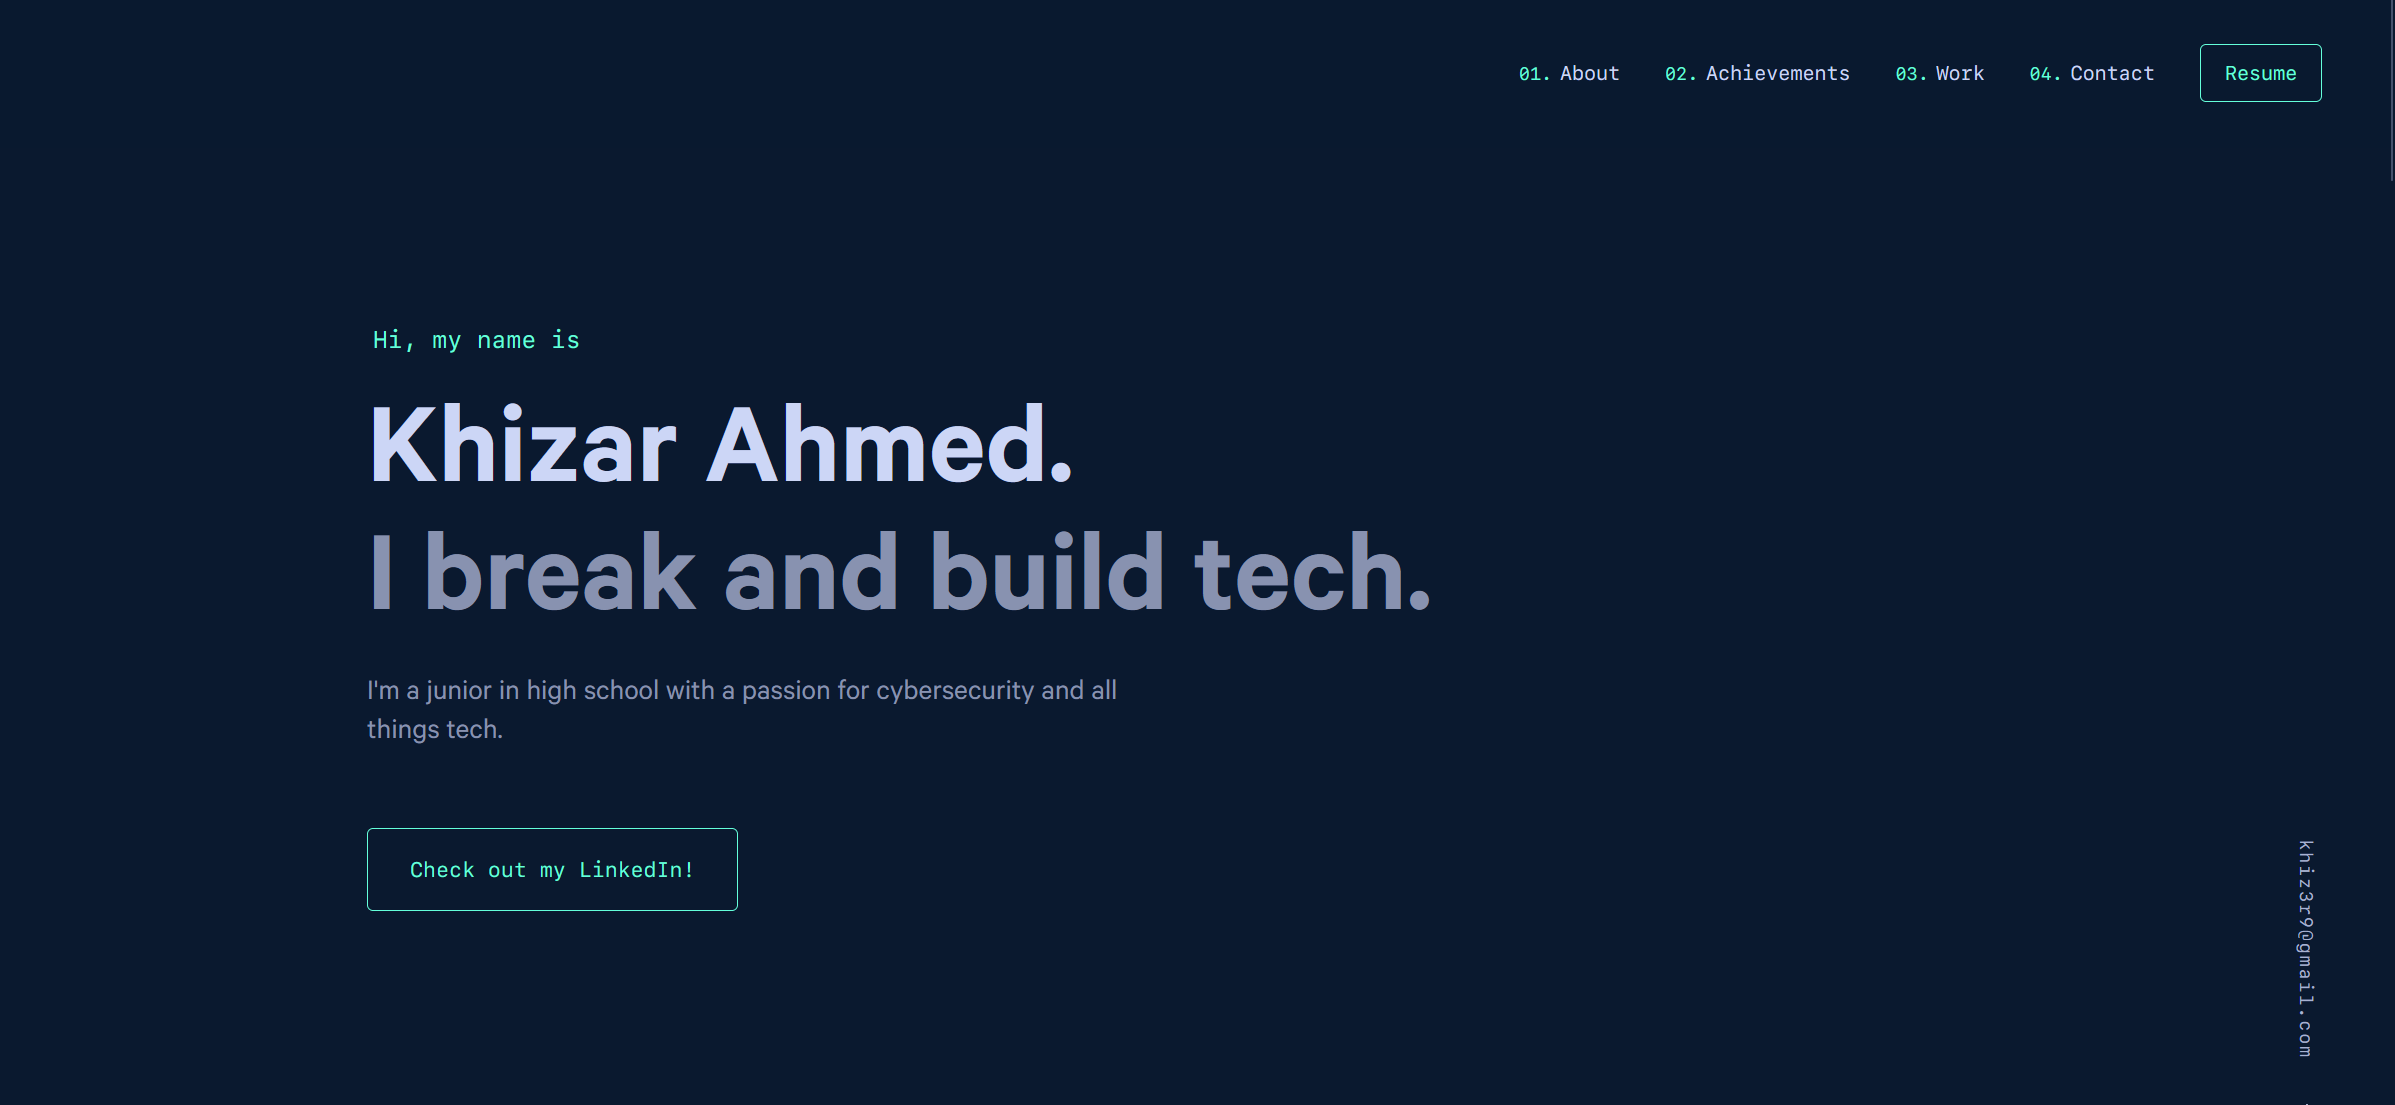 01. About 02. Achievements 03. Work 04. Contact Resume
Hi, my name is
Khizar Ahmed.
I break and build tech.
I'm a junior in high school with a passion for cybersecurity and all
things tech.
Check out my LinkedIn!
khiz3r9@gmail.com